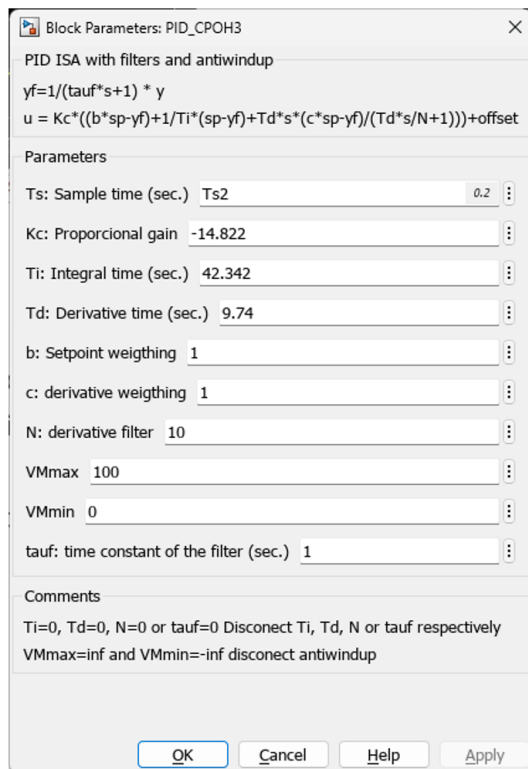 Block Parameters: PID_CPOH3
PID ISA with filters and antiwindup
yf=1/(tauf*s+1) * y
u = Kc*((b*sp-yf)+1/Ti*(sp-yf)+Td*s*(c*sp-yf)/(Td*s/N+1)))+offset
Parameters
Ts: Sample time (sec.) Ts2 0.2
Kc: Proporcional gain -14.822
Ti: Integral time (sec.) 42.342
Td: Derivative time (sec.) 9.74
b: Setpoint weigthing 1
c: derivative weigthing 1
N: derivative filter 10
VMmax 100
VMmin 0
tauf: time constant of the filter (sec.) 1
Comments
Ti=0, Td=0, N=0 or tauf=0 Disconect Ti, Td, N or tauf respectively
VMmax=inf and VMmin=-inf disconect antiwindup
OK Cancel Help Apply